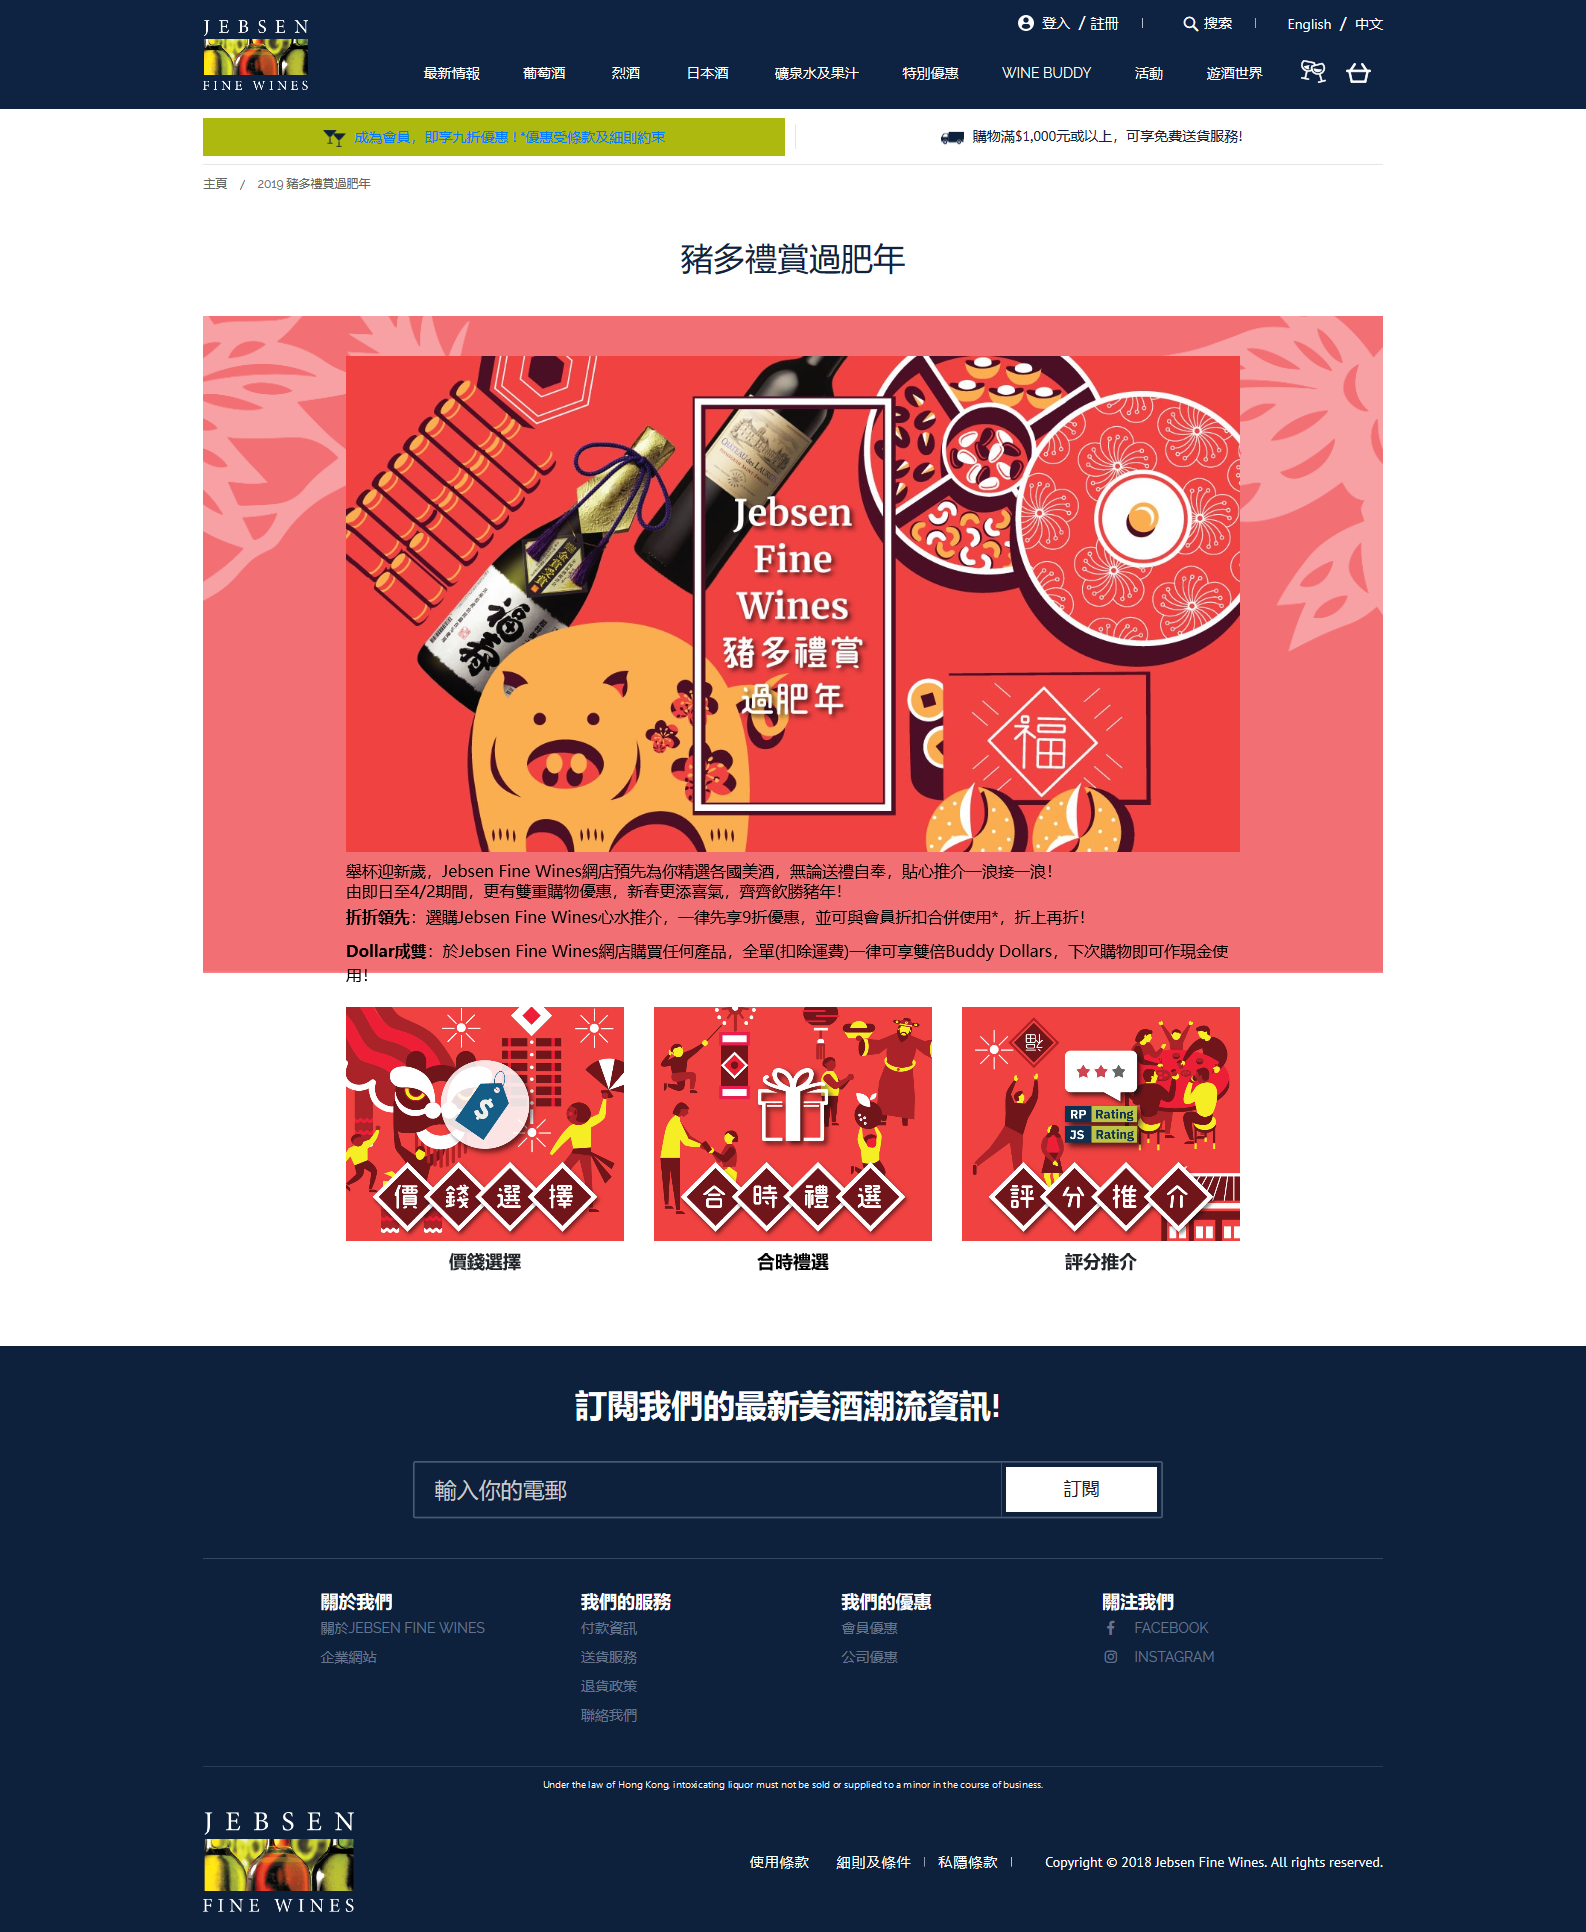 JEBSEN
FINE WINES
登入 / 註冊
搜索
English / 中文
最新情報 葡萄酒 烈酒 日本酒 礦泉水及果汁 特別優惠 WINE BUDDY 活動 遊酒世界
成為會員，即享九折優惠！*優惠受條款及細則約束
購物滿$1,000元或以上，可享免費送貨服務!
主頁 / 2019 豬多禮賞過肥年
豬多禮賞過肥年
CHATEAU des LAURETS
金賞受賞
福寿
Jebsen
Fine
Wines
豬多禮賞
過肥年
福
舉杯迎新歲，Jebsen Fine Wines網店預先為你精選各國美酒，無論送禮自奉，貼心推介一浪接一浪！
由即日至4/2期間，更有雙重購物優惠，新春更添喜氣，齊齊飲勝豬年！
折折領先：選購Jebsen Fine Wines心水推介，一律先享9折優惠，並可與會員折扣合併使用*，折上再折！
Dollar成雙：於Jebsen Fine Wines網店購買任何產品，全單(扣除運費)一律可享雙倍Buddy Dollars，下次購物即可作現金使
用！
$
價錢選擇
合時禮選
福
RP Rating
JS Rating
評分推介
價錢選擇
合時禮選
評分推介
訂閱我們的最新美酒潮流資訊!
輸入你的電郵
訂閱
關於我們
關於JEBSEN FINE WINES
企業網站
我們的服務
付款資訊
送貨服務
退貨政策
聯絡我們
我們的優惠
會員優惠
公司優惠
關注我們
FACEBOOK
INSTAGRAM
Under the law of Hong Kong, intoxicating liquor must not be sold or supplied to a minor in the course of business.
JEBSEN
FINE WINES
使用條款 細則及條件 私隱條款 Copyright © 2018 Jebsen Fine Wines. All rights reserved.